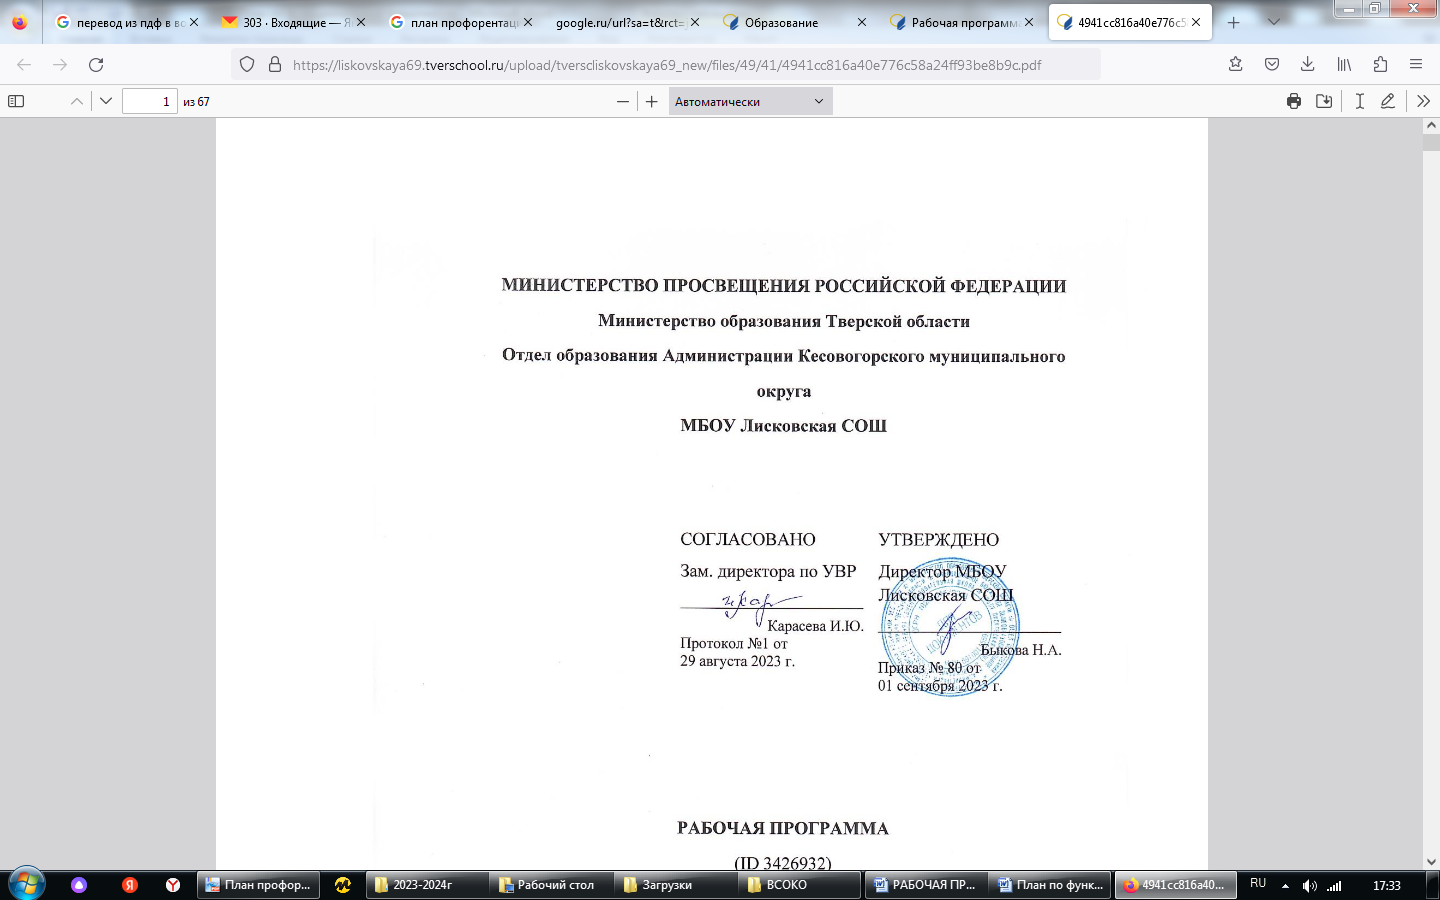 перевод из пдф в во
303 · Входящие — Я
план профорентац
google.ru/url?sa=t&rct=
Образование
Рабочая программ
4941cc816a40e776c5
https://liskovskaya69.tverschool.ru/upload/tverscliskovskaya69_new/files/49/41/4941cc816a40e776c58a24ff93be8b9c.pdf
1 из 67
Автоматически
МИНИСТЕРСТВО ПРОСВЕЩЕНИЯ РОССИЙСКОЙ ФЕДЕРАЦИИ
Министерство образования Тверской области
Отдел образования Администрации Кесовогорского муниципального
округа
МБОУ Лисковская СОШ
СОГЛАСОВАНО
Зам. директора по УВР
Карасева И.Ю.
Протокол №1 от
29 августа 2023 г.
УТВЕРЖДЕНО
Директор МБОУ
Лисковская СОШ
Быкова Н.А.
Приказ № 80 от
01 сентября 2023 г.
РАБОЧАЯ ПРОГРАММА
(ID 3426932)
План профор...
2023-2024г
Рабочий стол
Загрузки
ВСОКО
РАБОЧАЯ ПР...
План по функ...
4941cc816a40...
RU
17:33